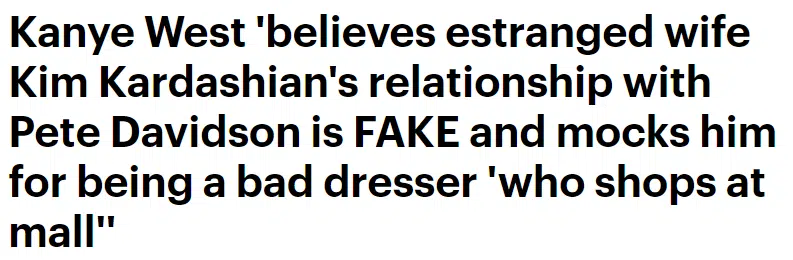 Kanye West 'believes estranged wife
Kim Kardashian's relationship with
Pete Davidson is FAKE and mocks him
for being a bad dresser 'who shops at
mall''